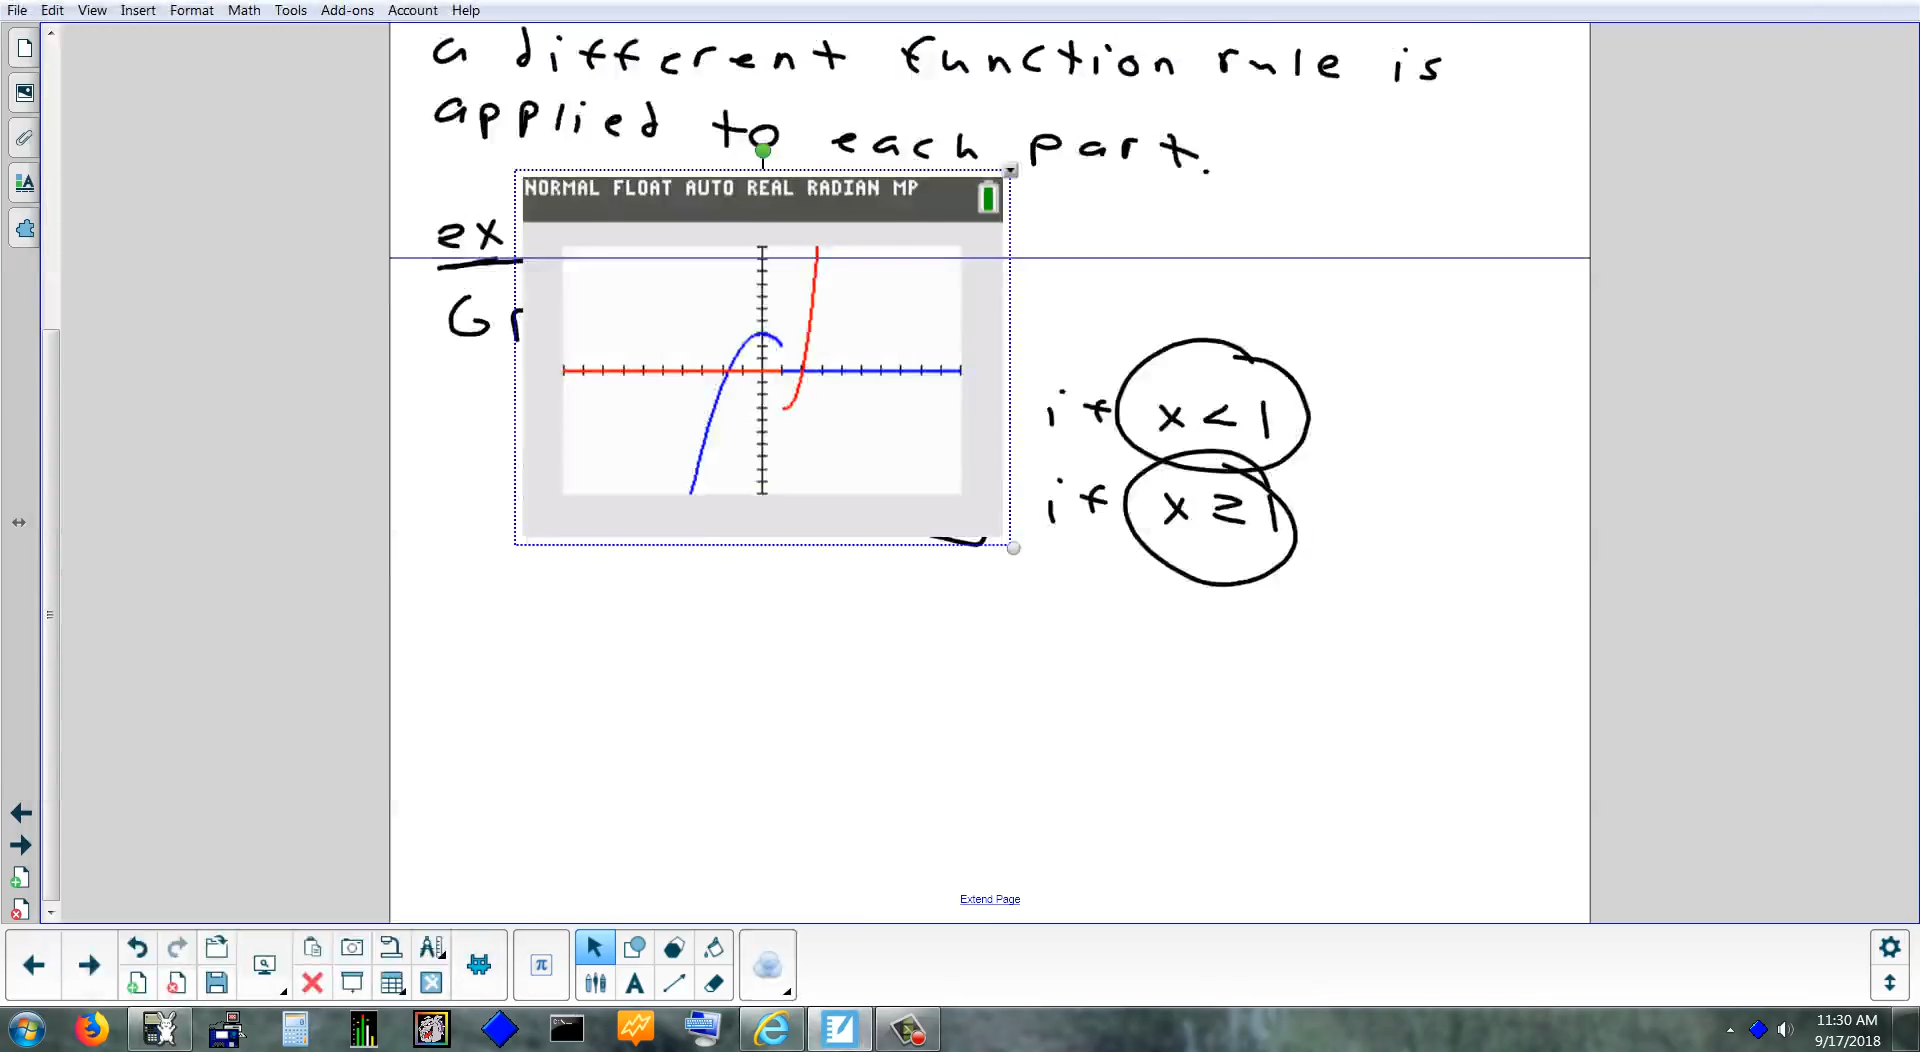 File Edit View Insert Format Math Tools Add-ons Account Help
a different function rule is
applied to each part.
NORMAL FLOAT AUTO REAL RADIAN MP
ex
Gr
if x < 1
if x ≥ 1
Extend Page
π
A
11:30 AM
9/17/2018